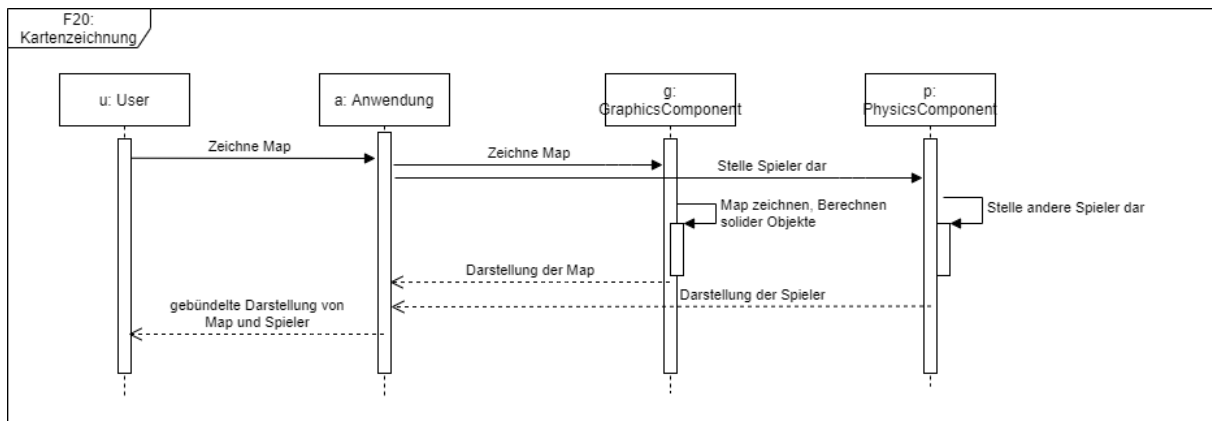 F20:
Kartenzeichnung
u: User
a: Anwendung
g:
GraphicsComponent
p:
PhysicsComponent
Zeichne Map
Zeichne Map
Stelle Spieler dar
Map zeichnen, Berechnen
solider Objekte
Stelle andere Spieler dar
Darstellung der Map
Darstellung der Spieler
gebündelte Darstellung von
Map und Spieler